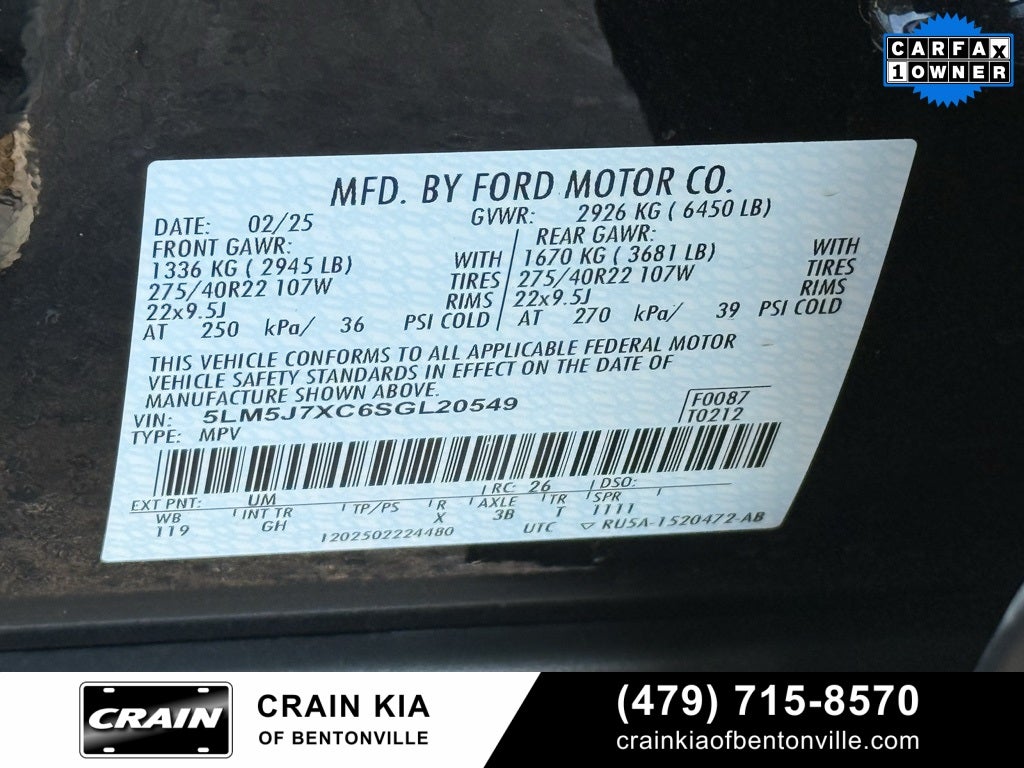 CARFAX
1 OWNER
MFD. BY FORD MOTOR CO.
DATE: 02/25 GVWR: 2926 KG ( 6450 LB)
FRONT GAWR: REAR GAWR:
1336 KG ( 2945 LB) WITH 1670 KG ( 3681 LB) WITH
275/40R22 107W TIRES 275/40R22 107W TIRES
22x9.5J RIMS 22x9.5J RIMS
AT 250 kPa/ 36 PSI COLD AT 270 kPa/ 39 PSI COLD
THIS VEHICLE CONFORMS TO ALL APPLICABLE FEDERAL MOTOR
VEHICLE SAFETY STANDARDS IN EFFECT ON THE DATE OF
MANUFACTURE SHOWN ABOVE.
VIN: 5LM5J7XC6SGL20549 F0087
TYPE: MPV T0212
EXT PNT: UM RC: 26 DSO:
WB INT TR TP/PS R AXLE TR SPR
119 GH X 3B T 1111
1202502224480 UTC ▽ RU5A-1520472-AB
CRAIN
CRAIN KIA
OF BENTONVILLE
(479) 715-8570
crainkiaofbentonville.com